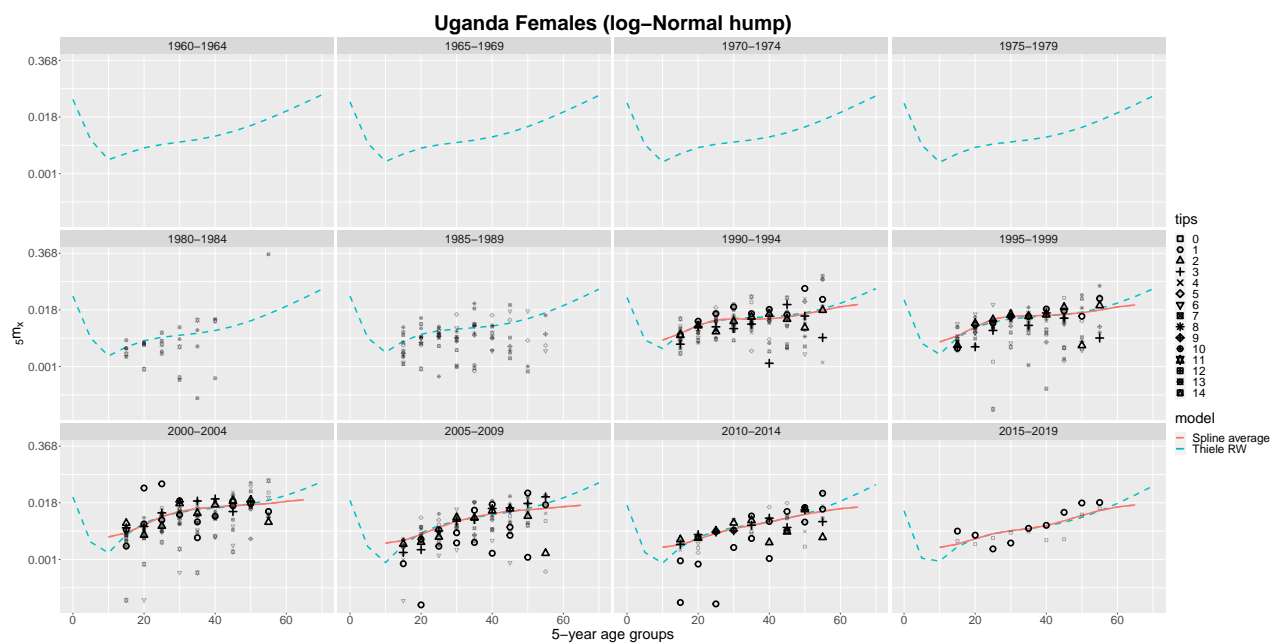 Uganda Females (log−Normal hump)
1960−1964 1965−1969 1970−1974 1975−1979
0.368
0.018
0.001
1980−1984 1985−1989 1990−1994 1995−1999
0.368
0.018
0.001
2000−2004 2005−2009 2010−2014 2015−2019
0.368
0.018
0.001
0 20 40 60 0 20 40 60 0 20 40 60 0 20 40 60
5−year age groups
5mx
tips
0
1
2
3
4
5
6
7
8
9
10
11
12
13
14
model
Spline average
Thiele RW